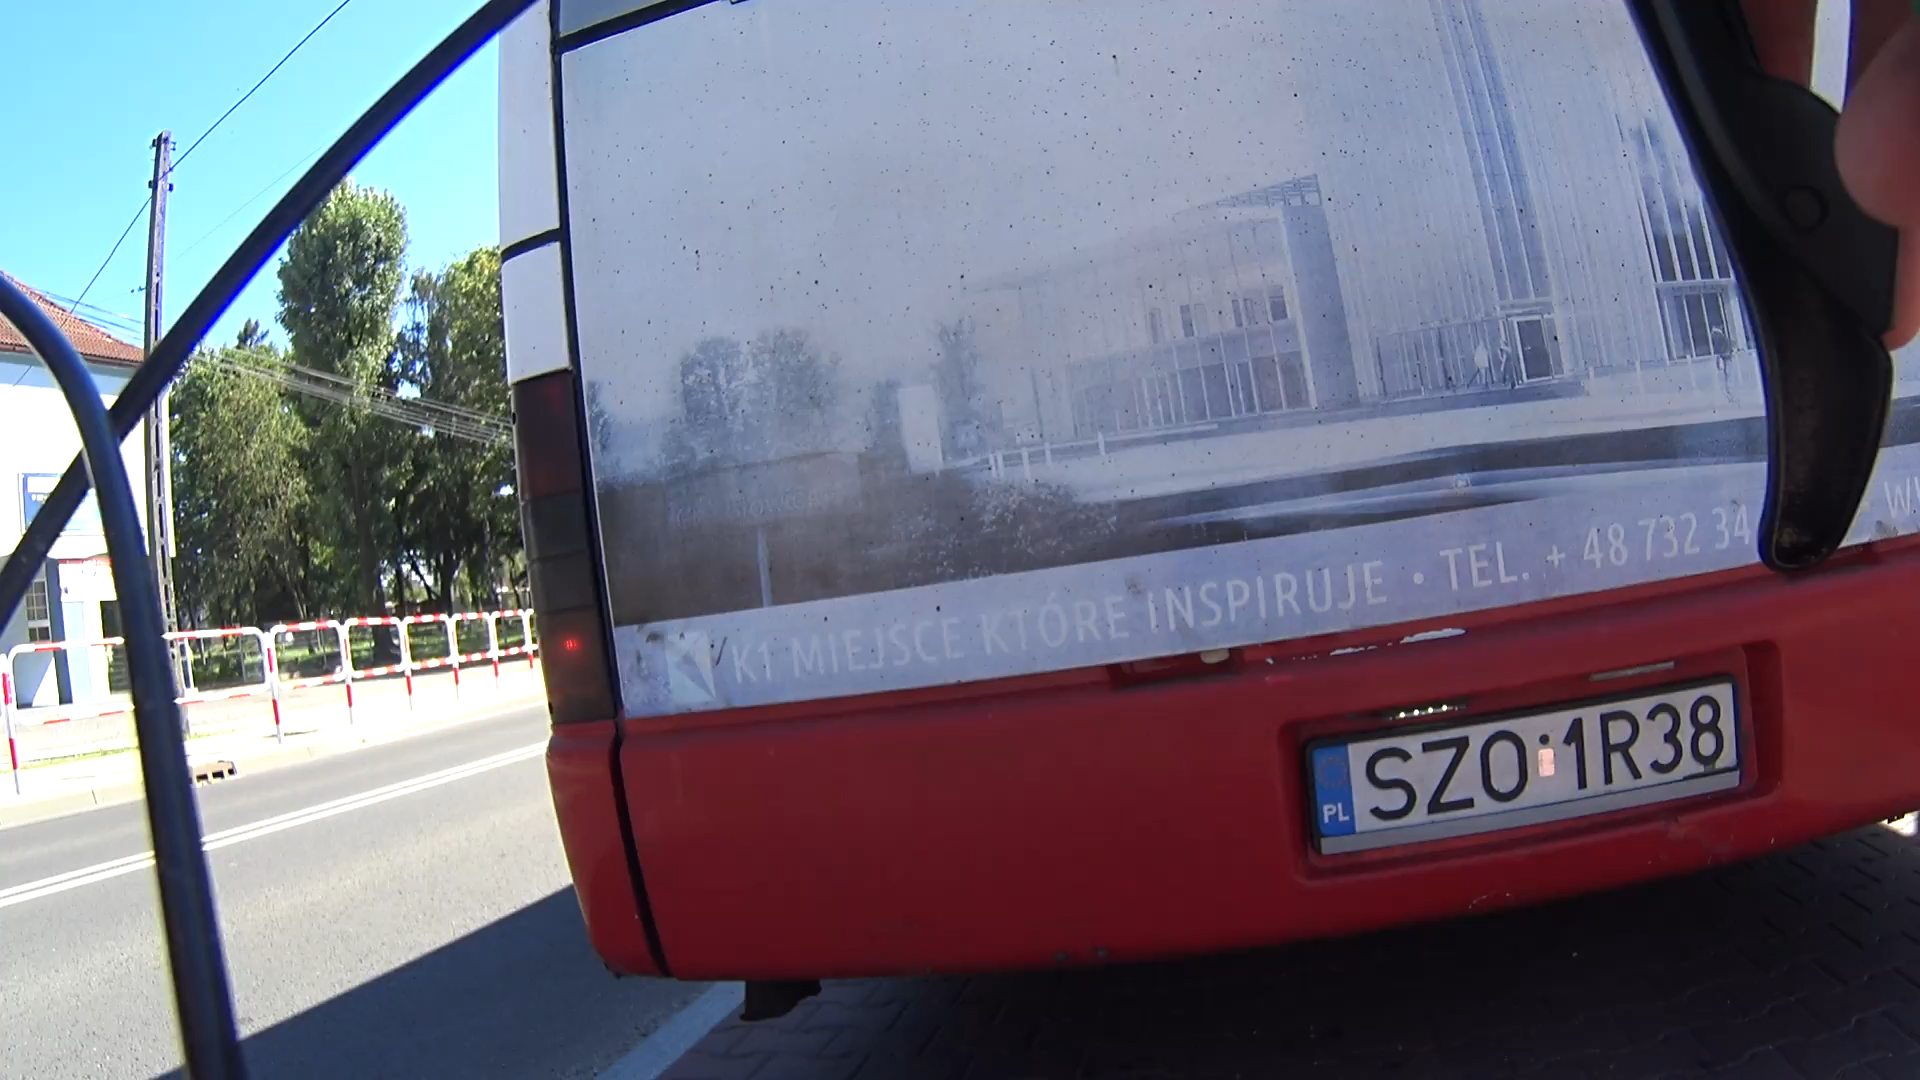 K1 MIEJSCE KTÓRE INSPIRUJE • TEL. + 48 732 34
PL SZO 1R38